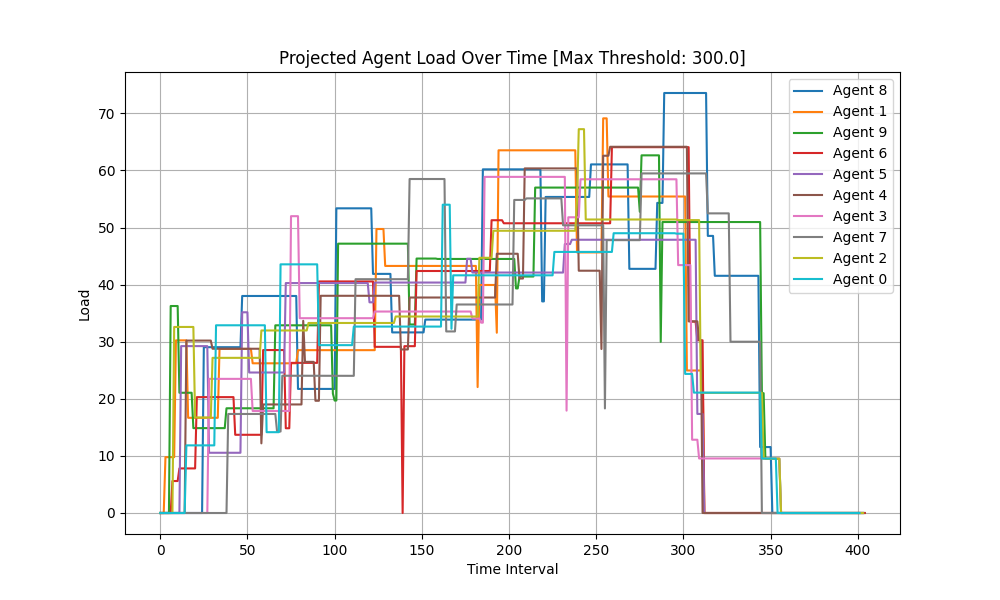 Projected Agent Load Over Time [Max Threshold: 300.0]
Load
70
60
50
40
30
20
10
0
0 50 100 150 200 250 300 350 400
Time Interval
Agent 8
Agent 1
Agent 9
Agent 6
Agent 5
Agent 4
Agent 3
Agent 7
Agent 2
Agent 0